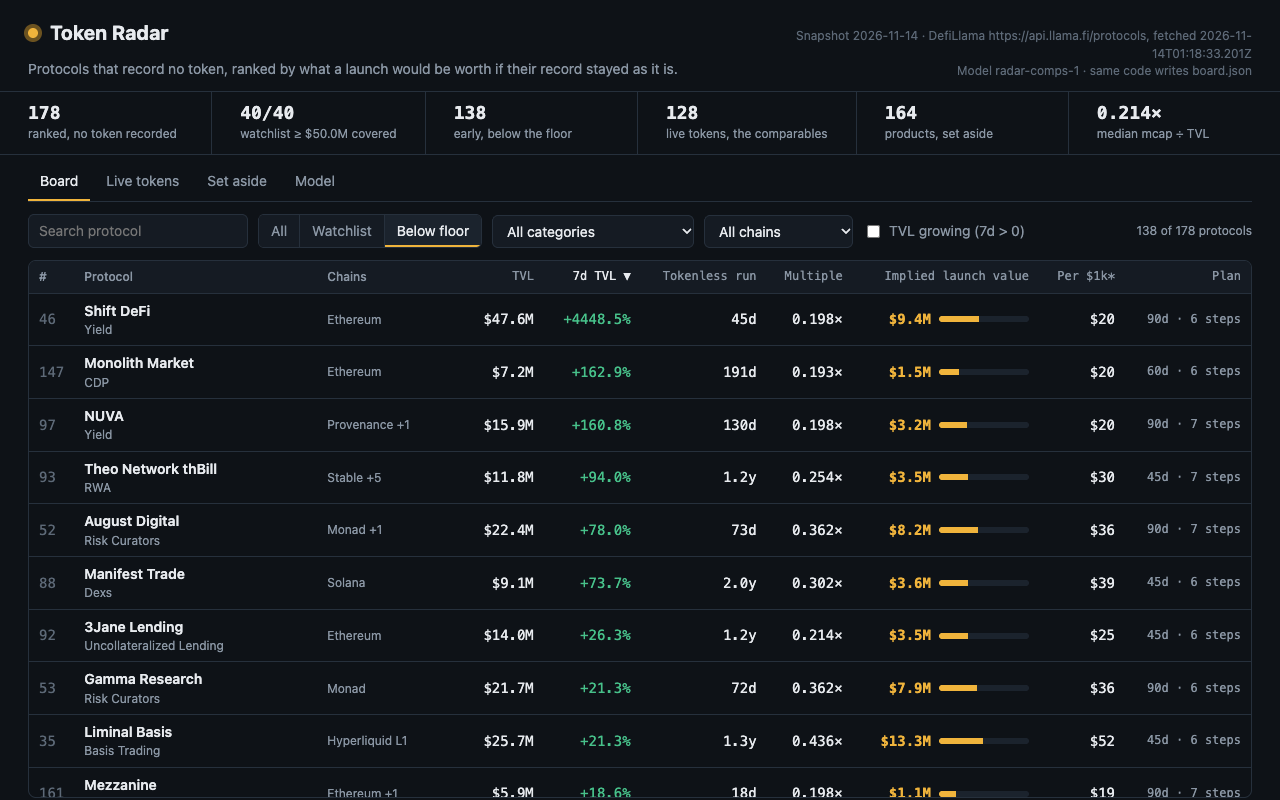 Token Radar
Snapshot 2026-11-14 · DefiLlama https://api.llama.fi/protocols, fetched 2026-11-
14T01:18:33.201Z
Protocols that record no token, ranked by what a launch would be worth if their record stayed as it is.
Model radar-comps-1 · same code writes board.json
178 40/40 138 128 164 0.214×
ranked, no token recorded watchlist ≥ $50.0M covered early, below the floor live tokens, the comparables products, set aside median mcap ÷ TVL
Board Live tokens Set aside Model
Search protocol All Watchlist Below floor All categories All chains TVL growing (7d > 0) 138 of 178 protocols
# Protocol Chains TVL 7d TVL ▼ Tokenless run Multiple Implied launch value Per $1k* Plan
46 Shift DeFi Ethereum $47.6M +4448.5% 45d 0.198× $9.4M $20 90d · 6 steps
Yield
147 Monolith Market Ethereum $7.2M +162.9% 191d 0.193× $1.5M $20 60d · 6 steps
CDP
97 NUVA Provenance +1 $15.9M +160.8% 130d 0.198× $3.2M $20 90d · 7 steps
Yield
93 Theo Network thBill Stable +5 $11.8M +94.0% 1.2y 0.254× $3.5M $30 45d · 7 steps
RWA
52 August Digital Monad +1 $22.4M +78.0% 73d 0.362× $8.2M $36 90d · 7 steps
Risk Curators
88 Manifest Trade Solana $9.1M +73.7% 2.0y 0.302× $3.6M $39 45d · 6 steps
Dexs
92 3Jane Lending Ethereum $14.0M +26.3% 1.2y 0.214× $3.5M $25 45d · 6 steps
Uncollateralized Lending
53 Gamma Research Monad $21.7M +21.3% 72d 0.362× $7.9M $36 90d · 6 steps
Risk Curators
35 Liminal Basis Hyperliquid L1 $25.7M +21.3% 1.3y 0.436× $13.3M $52 45d · 6 steps
Basis Trading
161 Mezzanine Ethereum +1 $5.9M +18.6% 18d 0.198× $1.1M $19 90d · 7 steps